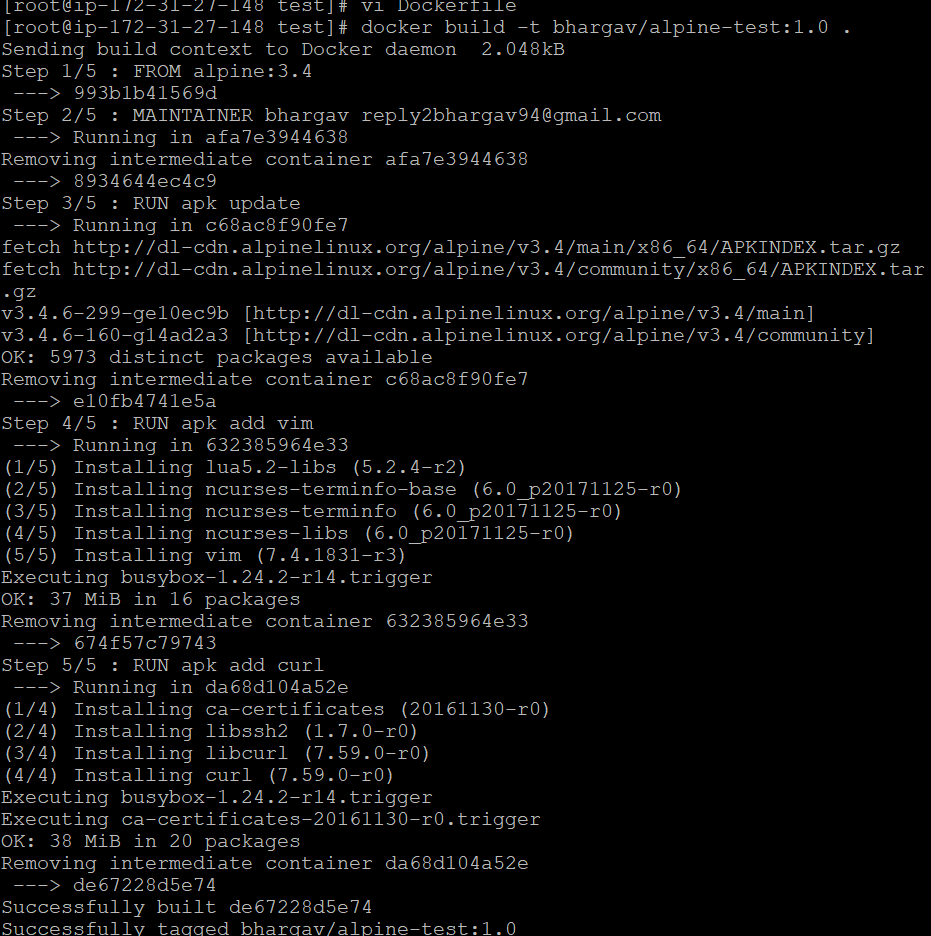 [root@ip-172-31-27-148 test]# vi Dockerfile
[root@ip-172-31-27-148 test]# docker build -t bhargav/alpine-test:1.0 .
Sending build context to Docker daemon  2.048kB
Step 1/5 : FROM alpine:3.4
 ---> 993b1b41569d
Step 2/5 : MAINTAINER bhargav reply2bhargav94@gmail.com
 ---> Running in afa7e3944638
Removing intermediate container afa7e3944638
 ---> 8934644ec4c9
Step 3/5 : RUN apk update
 ---> Running in c68ac8f90fe7
fetch http://dl-cdn.alpinelinux.org/alpine/v3.4/main/x86_64/APKINDEX.tar.gz
fetch http://dl-cdn.alpinelinux.org/alpine/v3.4/community/x86_64/APKINDEX.tar
.gz
v3.4.6-299-ge10ec9b [http://dl-cdn.alpinelinux.org/alpine/v3.4/main]
v3.4.6-160-g14ad2a3 [http://dl-cdn.alpinelinux.org/alpine/v3.4/community]
OK: 5973 distinct packages available
Removing intermediate container c68ac8f90fe7
 ---> e10fb4741e5a
Step 4/5 : RUN apk add vim
 ---> Running in 632385964e33
(1/5) Installing lua5.2-libs (5.2.4-r2)
(2/5) Installing ncurses-terminfo-base (6.0_p20171125-r0)
(3/5) Installing ncurses-terminfo (6.0_p20171125-r0)
(4/5) Installing ncurses-libs (6.0_p20171125-r0)
(5/5) Installing vim (7.4.1831-r3)
Executing busybox-1.24.2-r14.trigger
OK: 37 MiB in 16 packages
Removing intermediate container 632385964e33
 ---> 674f57c79743
Step 5/5 : RUN apk add curl
 ---> Running in da68d104a52e
(1/4) Installing ca-certificates (20161130-r0)
(2/4) Installing libssh2 (1.7.0-r0)
(3/4) Installing libcurl (7.59.0-r0)
(4/4) Installing curl (7.59.0-r0)
Executing busybox-1.24.2-r14.trigger
Executing ca-certificates-20161130-r0.trigger
OK: 38 MiB in 20 packages
Removing intermediate container da68d104a52e
 ---> de67228d5e74
Successfully built de67228d5e74
Successfully tagged bhargav/alpine-test:1.0